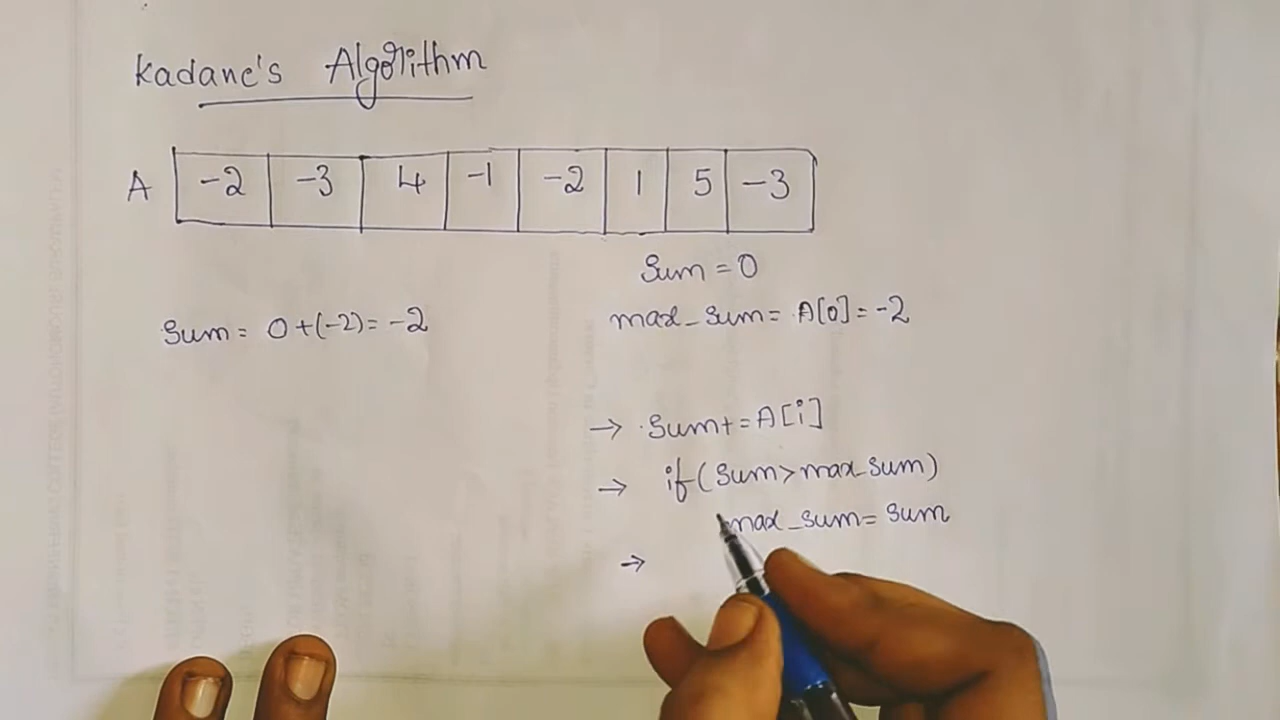 Kadane's Algorithm
A -2 -3 4 -1 -2 1 5 -3
Sum = 0
Sum = 0 + (-2) = -2
max_sum = A[0] = -2
→ Sum += A[i]
→ if (Sum > max_sum)
max_sum = Sum
→